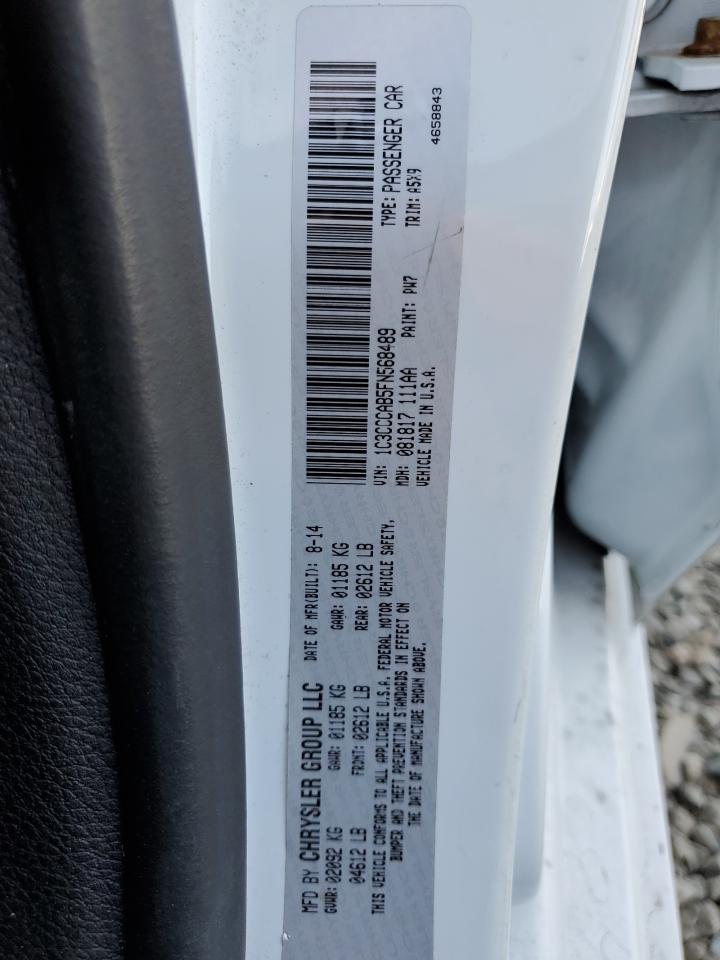 MFD BY CHRYSLER GROUP LLC DATE OF MFR(BUILT): 8-14
GVWR: 02092 KG GAWR: 01185 KG GAWR: 01185 KG
04612 LB FRONT: 02612 LB REAR: 02612 LB
THIS VEHICLE CONFORMS TO ALL APPLICABLE U.S.A. FEDERAL MOTOR VEHICLE SAFETY,
BUMPER AND THEFT PREVENTION STANDARDS IN EFFECT ON
THE DATE OF MANUFACTURE SHOWN ABOVE.
VIN: 1C3CCCAB5FN568489 TYPE: PASSENGER CAR
MDH: 081817 111AA PAINT: PW7 TRIM: A5X9
VEHICLE MADE IN U.S.A.
4658843